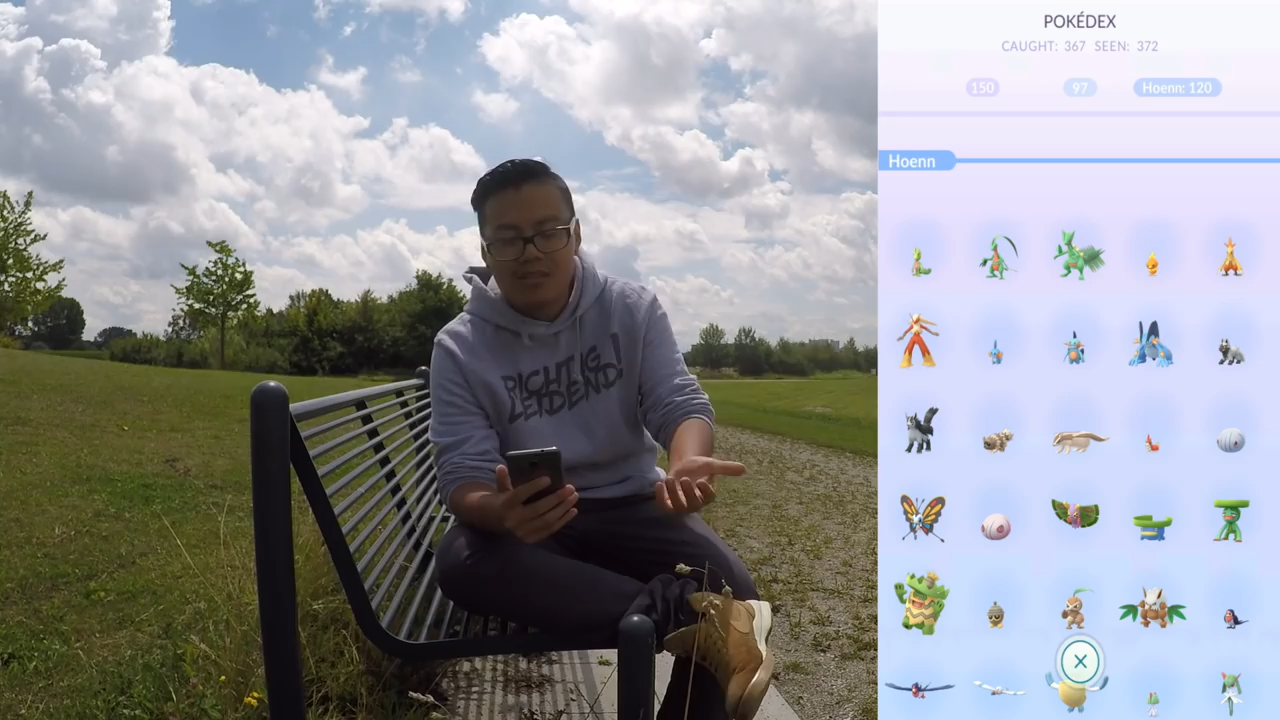 RICHTIG
LEIDEND!
POKÉDEX
CAUGHT: 367 SEEN: 372
150 97 Hoenn: 120
Hoenn